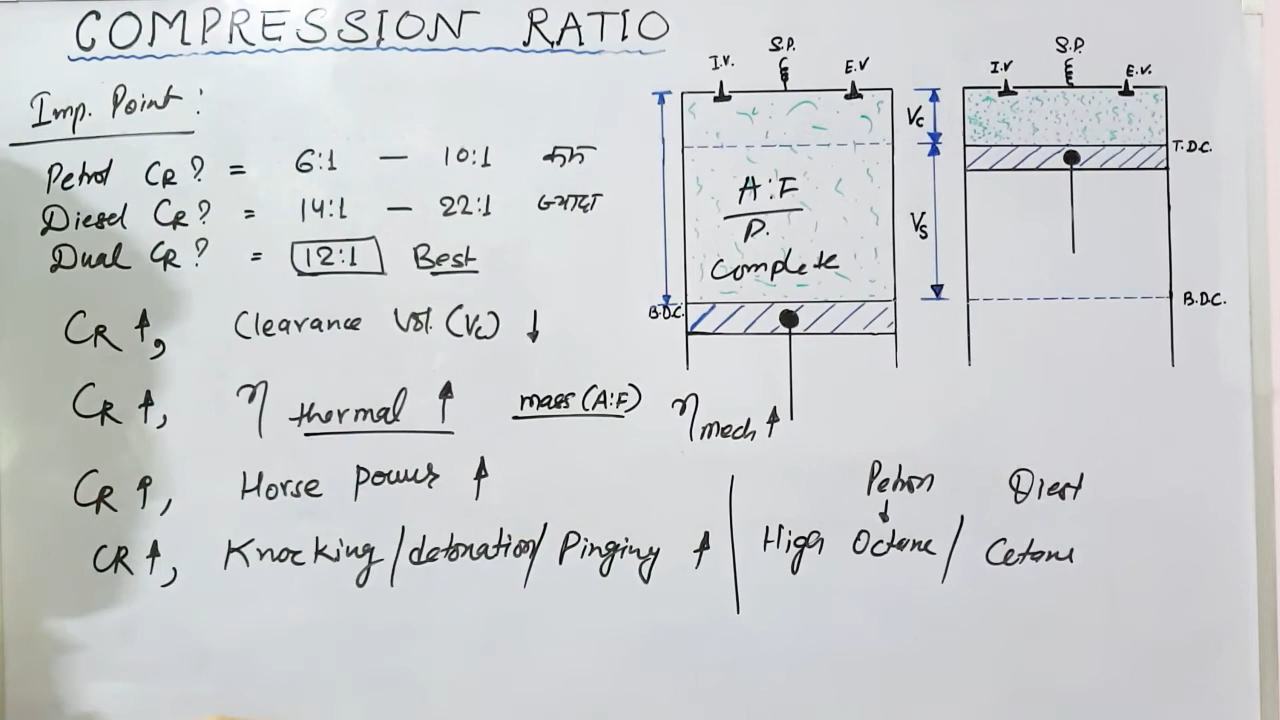 COMPRESSION RATIO
Imp. Point:
Petrol CR? = 6:1 — 10:1 कम
Diesel CR? = 14:1 — 22:1 ज्यादा
Dual CR? = 12:1 Best
CR ↑, Clearance Vol. (Vc) ↓
CR ↑, η thermal ↑ mass (A:F) η mech ↑
CR ↑, Horse power ↑
CR ↑, Knocking/detonation/Pinging ↑
Petrol Diesel
↓
High Octane / Cetane
I.V. S.P. E.V
A:F
P.
Complete
B.D.C.
I.V S.P. E.V.
Vc
T.D.C.
Vs
B.D.C.